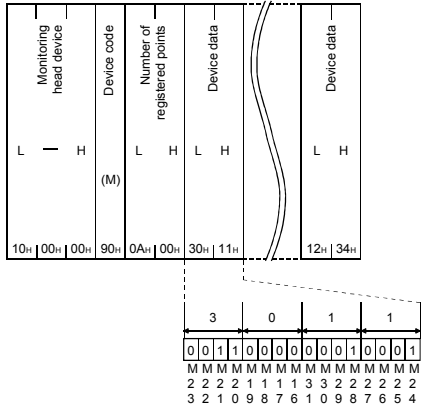 Monitoring head device
Device code
Number of registered points
Device data
Device data
L — H
L H
L H
L H
(M)
10H 00H 00H 90H 0AH 00H 30H 11H 12H 34H
3 0 1 1
0 0 1 1 0 0 0 0 0 0 0 1 0 0 0 1
M M M M M M M M M M M M M M M M
2 2 2 2 1 1 1 1 3 3 2 2 2 2 2 2
3 2 1 0 9 8 7 6 1 0 9 8 7 6 5 4